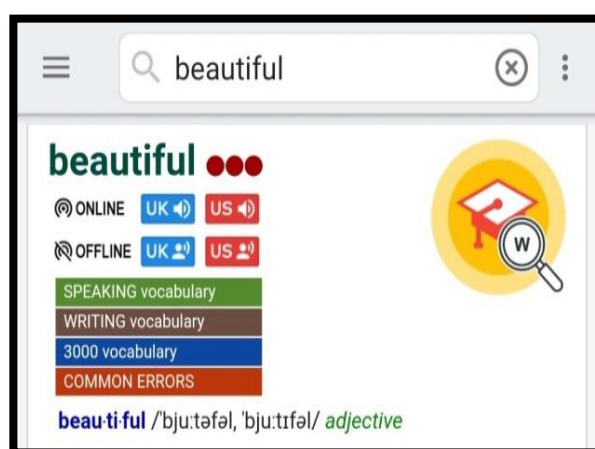 beautiful
beautiful ●●●
ONLINE UK US
OFFLINE UK US
W
SPEAKING vocabulary
WRITING vocabulary
3000 vocabulary
COMMON ERRORS
beau·ti·ful /ˈbjuːtəfəl, ˈbjuːtɪfəl/ adjective